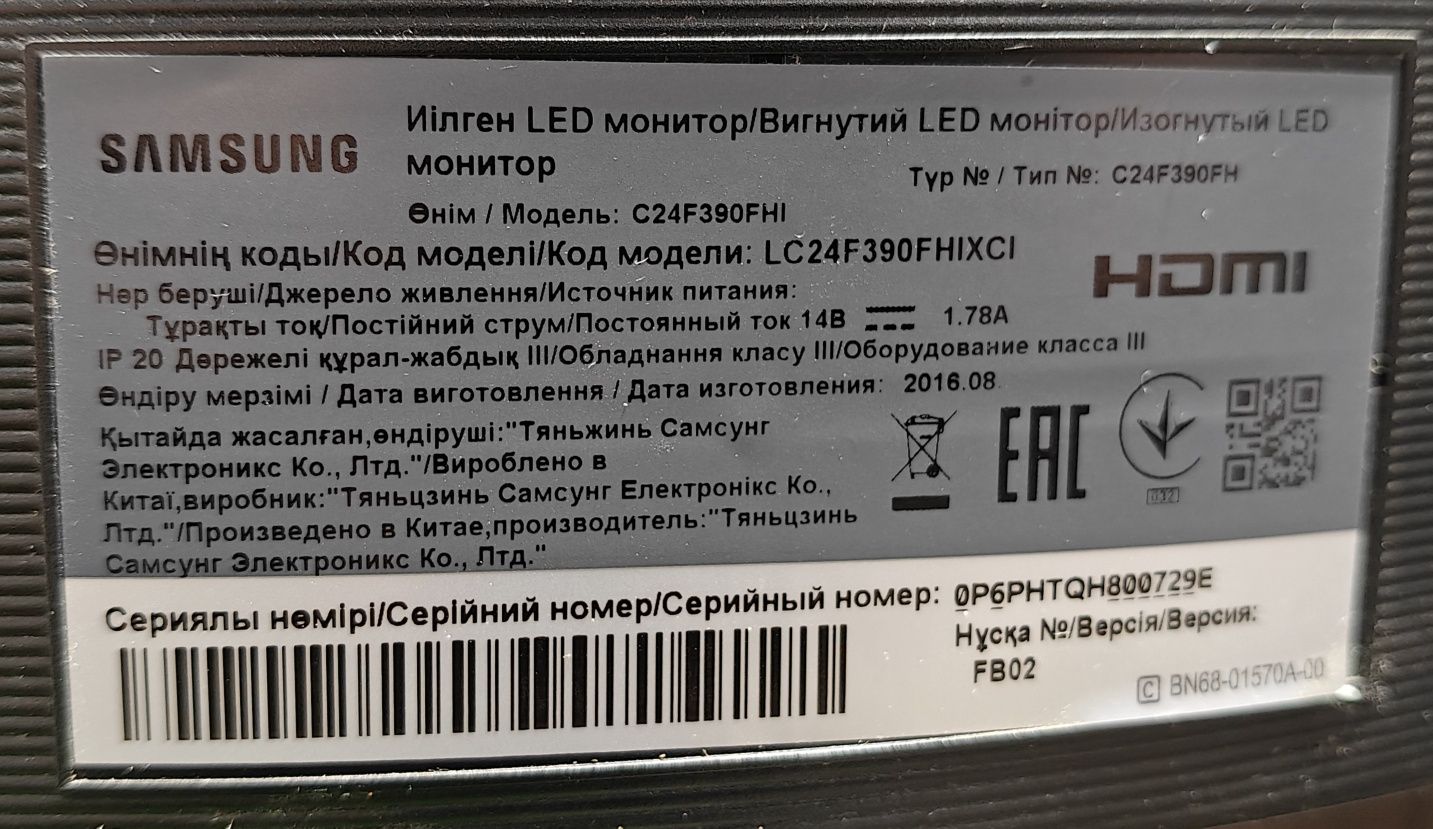 SAMSUNG
Иілген LED монитор/Вигнутий LED монітор/Изогнутый LED
монитор
Түр № / Тип №: C24F390FH
Өнім / Модель: C24F390FHI
Өнімнің коды/Код моделі/Код модели: LC24F390FHIXCI
HDMI
Нәр беруші/Джерело живлення/Источник питания:
Тұрақты ток/Постійний струм/Постоянный ток 14В 1.78A
IP 20 Дәрежелі құрал-жабдық III/Обладнання класу III/Оборудование класса III
Өндіру мерзімі / Дата виготовлення / Дата изготовления: 2016.08
Қытайда жасалған,өндіруші:"Тяньжинь Самсунг
Электроникс Ко., Лтд."/Вироблено в
Китаї,виробник:"Тяньцзинь Самсунг Електронікс Ко.,
Лтд."/Произведено в Китае,производитель:"Тяньцзинь
Самсунг Электроникс Ко., Лтд."
EAC
032
Сериялы нөмірі/Серійний номер/Серийный номер: 0P6PHTQH800729E
Нұсқа №/Версія/Версия:
FB02
C BN68-01570A-00